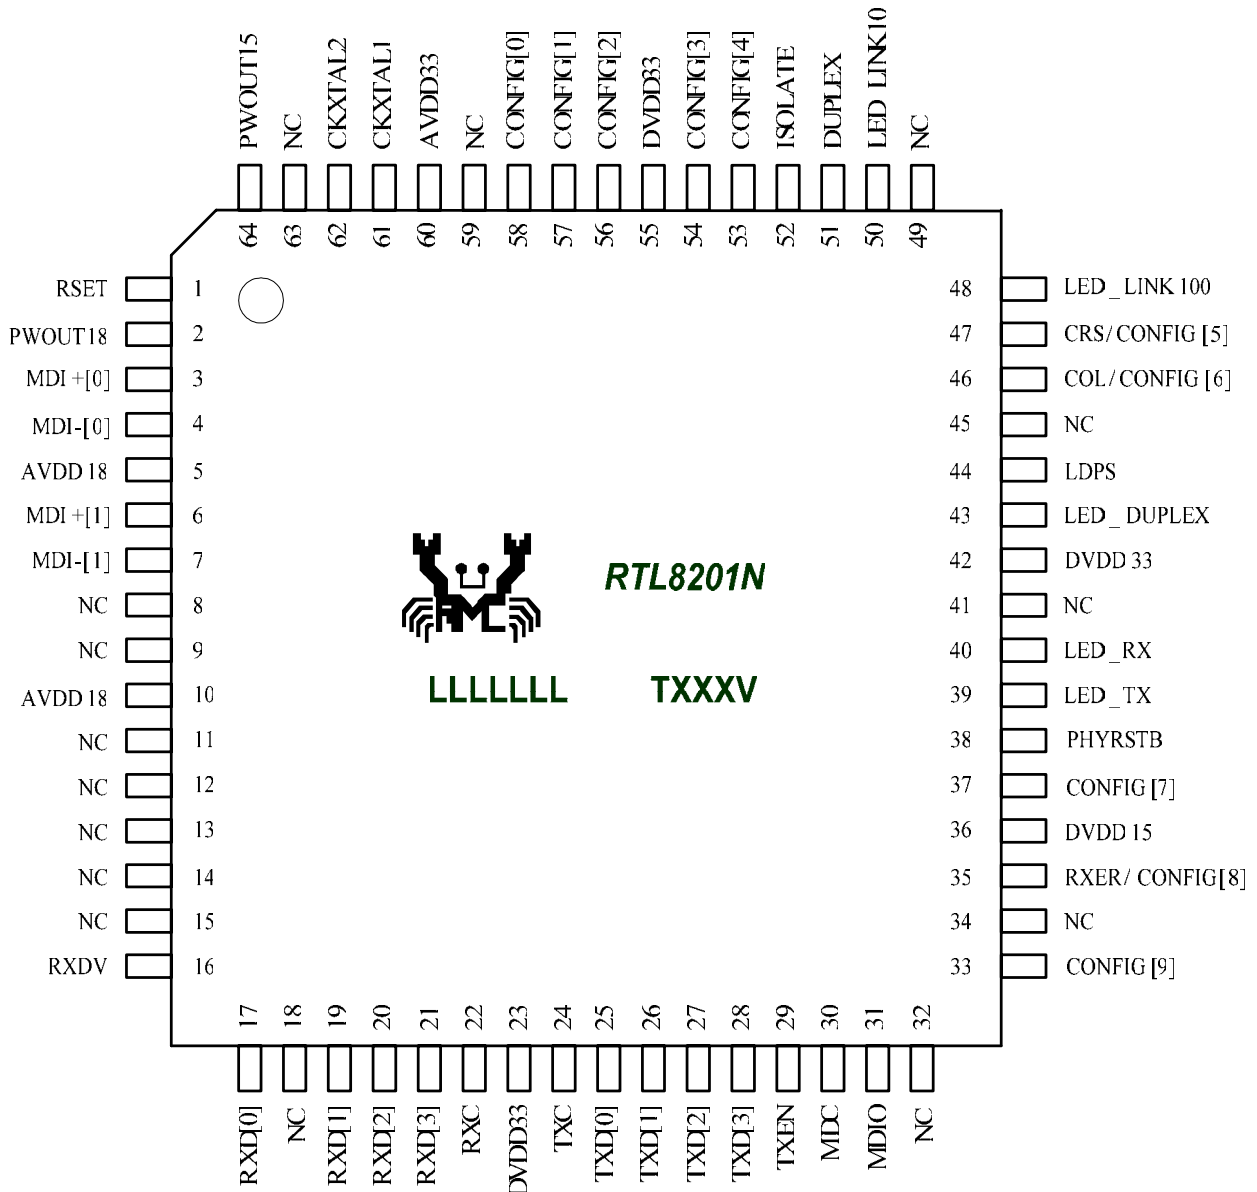 PWOUT15
NC
CKXTAL2
CKXTAL1
AVDD33
NC
CONFIG[0]
CONFIG[1]
CONFIG[2]
DVDD33
CONFIG[3]
CONFIG[4]
ISOLATE
DUPLEX
LED_LINK10
NC
64
63
62
61
60
59
58
57
56
55
54
53
52
51
50
49
RSET 1
PWOUT18 2
MDI+[0] 3
MDI-[0] 4
AVDD18 5
MDI+[1] 6
MDI-[1] 7
NC 8
NC 9
AVDD18 10
NC 11
NC 12
NC 13
NC 14
NC 15
RXDV 16
RTL8201N
LLLLLLL TXXXV
48 LED_LINK100
47 CRS/CONFIG[5]
46 COL/CONFIG[6]
45 NC
44 LDPS
43 LED_DUPLEX
42 DVDD33
41 NC
40 LED_RX
39 LED_TX
38 PHYRSTB
37 CONFIG[7]
36 DVDD15
35 RXER/CONFIG[8]
34 NC
33 CONFIG[9]
17
18
19
20
21
22
23
24
25
26
27
28
29
30
31
32
RXD[0]
NC
RXD[1]
RXD[2]
RXD[3]
RXC
DVDD33
TXC
TXD[0]
TXD[1]
TXD[2]
TXD[3]
TXEN
MDC
MDIO
NC